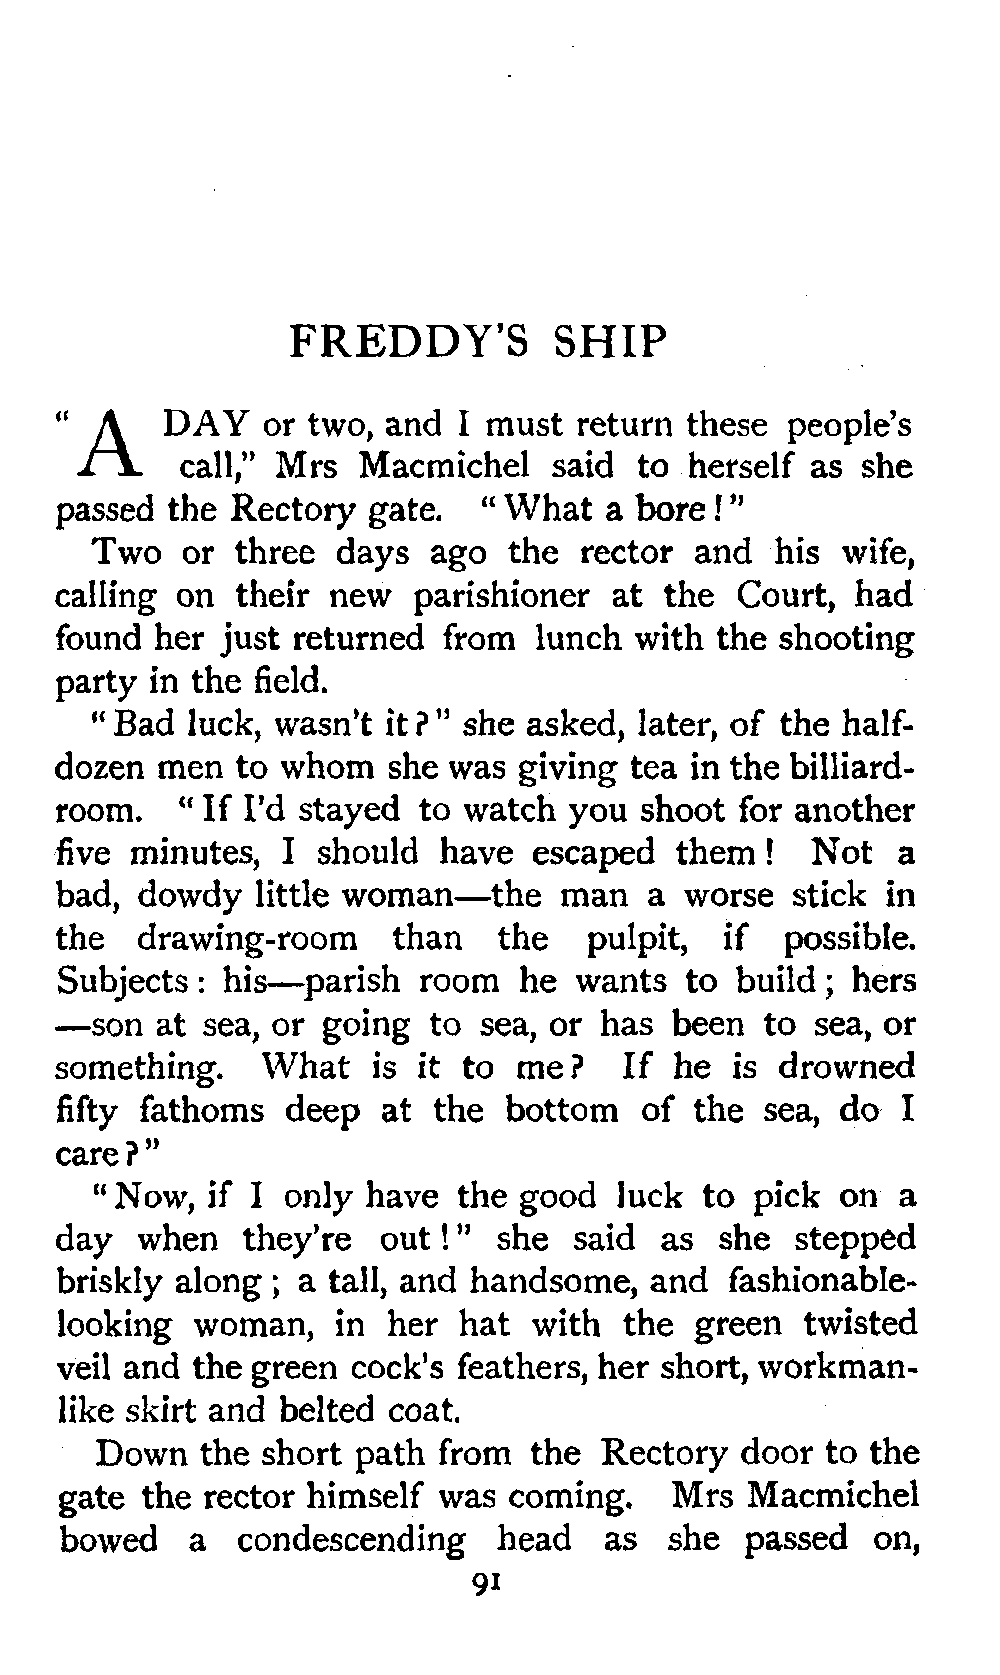 FREDDY'S SHIP
"A DAY or two, and I must return these people's
call," Mrs Macmichel said to herself as she
passed the Rectory gate. "What a bore!"
Two or three days ago the rector and his wife,
calling on their new parishioner at the Court, had
found her just returned from lunch with the shooting
party in the field.
"Bad luck, wasn't it?" she asked, later, of the half-
dozen men to whom she was giving tea in the billiard-
room. "If I'd stayed to watch you shoot for another
five minutes, I should have escaped them! Not a
bad, dowdy little woman—the man a worse stick in
the drawing-room than the pulpit, if possible.
Subjects: his—parish room he wants to build; hers
—son at sea, or going to sea, or has been to sea, or
something. What is it to me? If he is drowned
fifty fathoms deep at the bottom of the sea, do I
care?"
"Now, if I only have the good luck to pick on a
day when they're out!" she said as she stepped
briskly along; a tall, and handsome, and fashionable-
looking woman, in her hat with the green twisted
veil and the green cock's feathers, her short, workman-
like skirt and belted coat.
Down the short path from the Rectory door to the
gate the rector himself was coming. Mrs Macmichel
bowed a condescending head as she passed on,
91